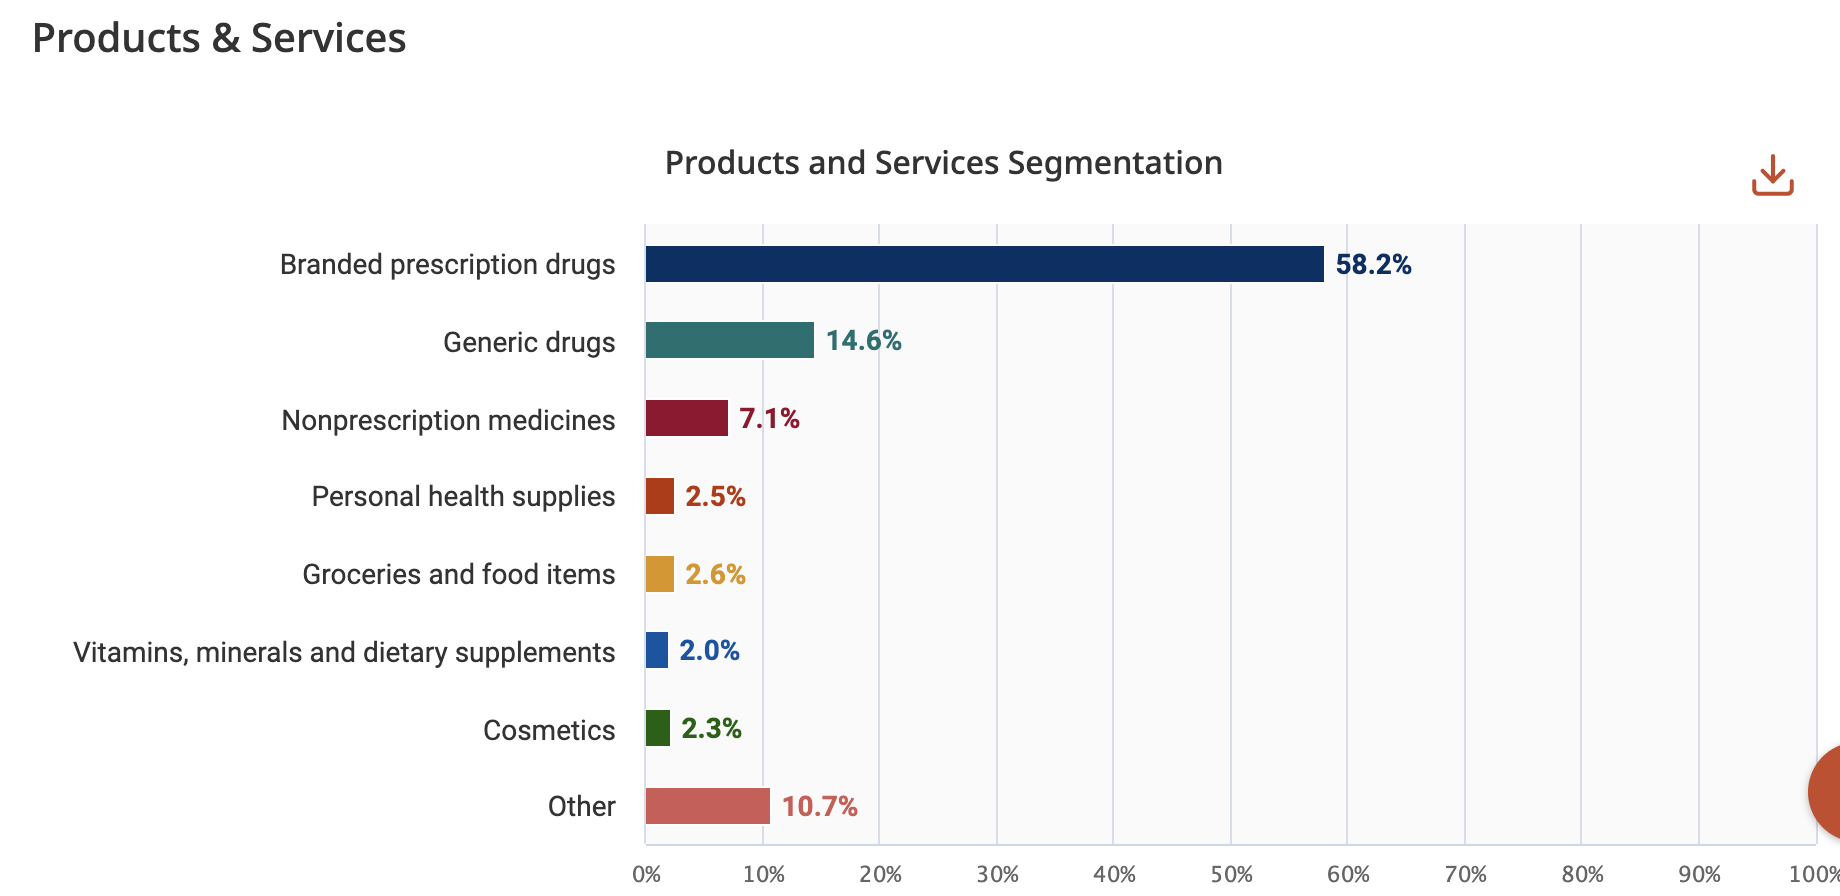 Products & Services
Products and Services Segmentation
Branded prescription drugs 58.2%
Generic drugs 14.6%
Nonprescription medicines 7.1%
Personal health supplies 2.5%
Groceries and food items 2.6%
Vitamins, minerals and dietary supplements 2.0%
Cosmetics 2.3%
Other 10.7%
0% 10% 20% 30% 40% 50% 60% 70% 80% 90% 100%